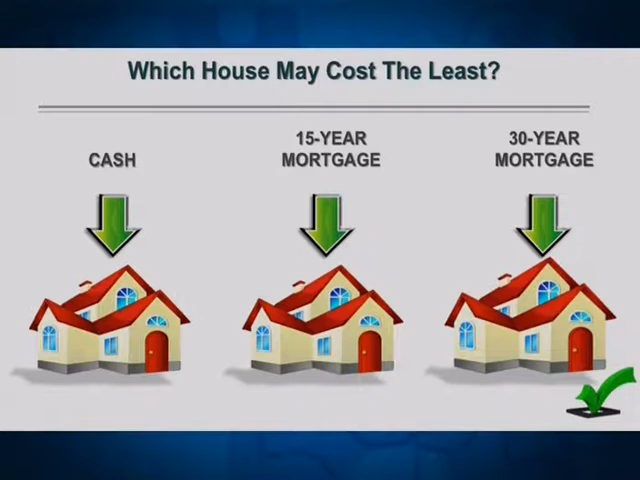 Which House May Cost The Least?
CASH
15-YEAR
MORTGAGE
30-YEAR
MORTGAGE